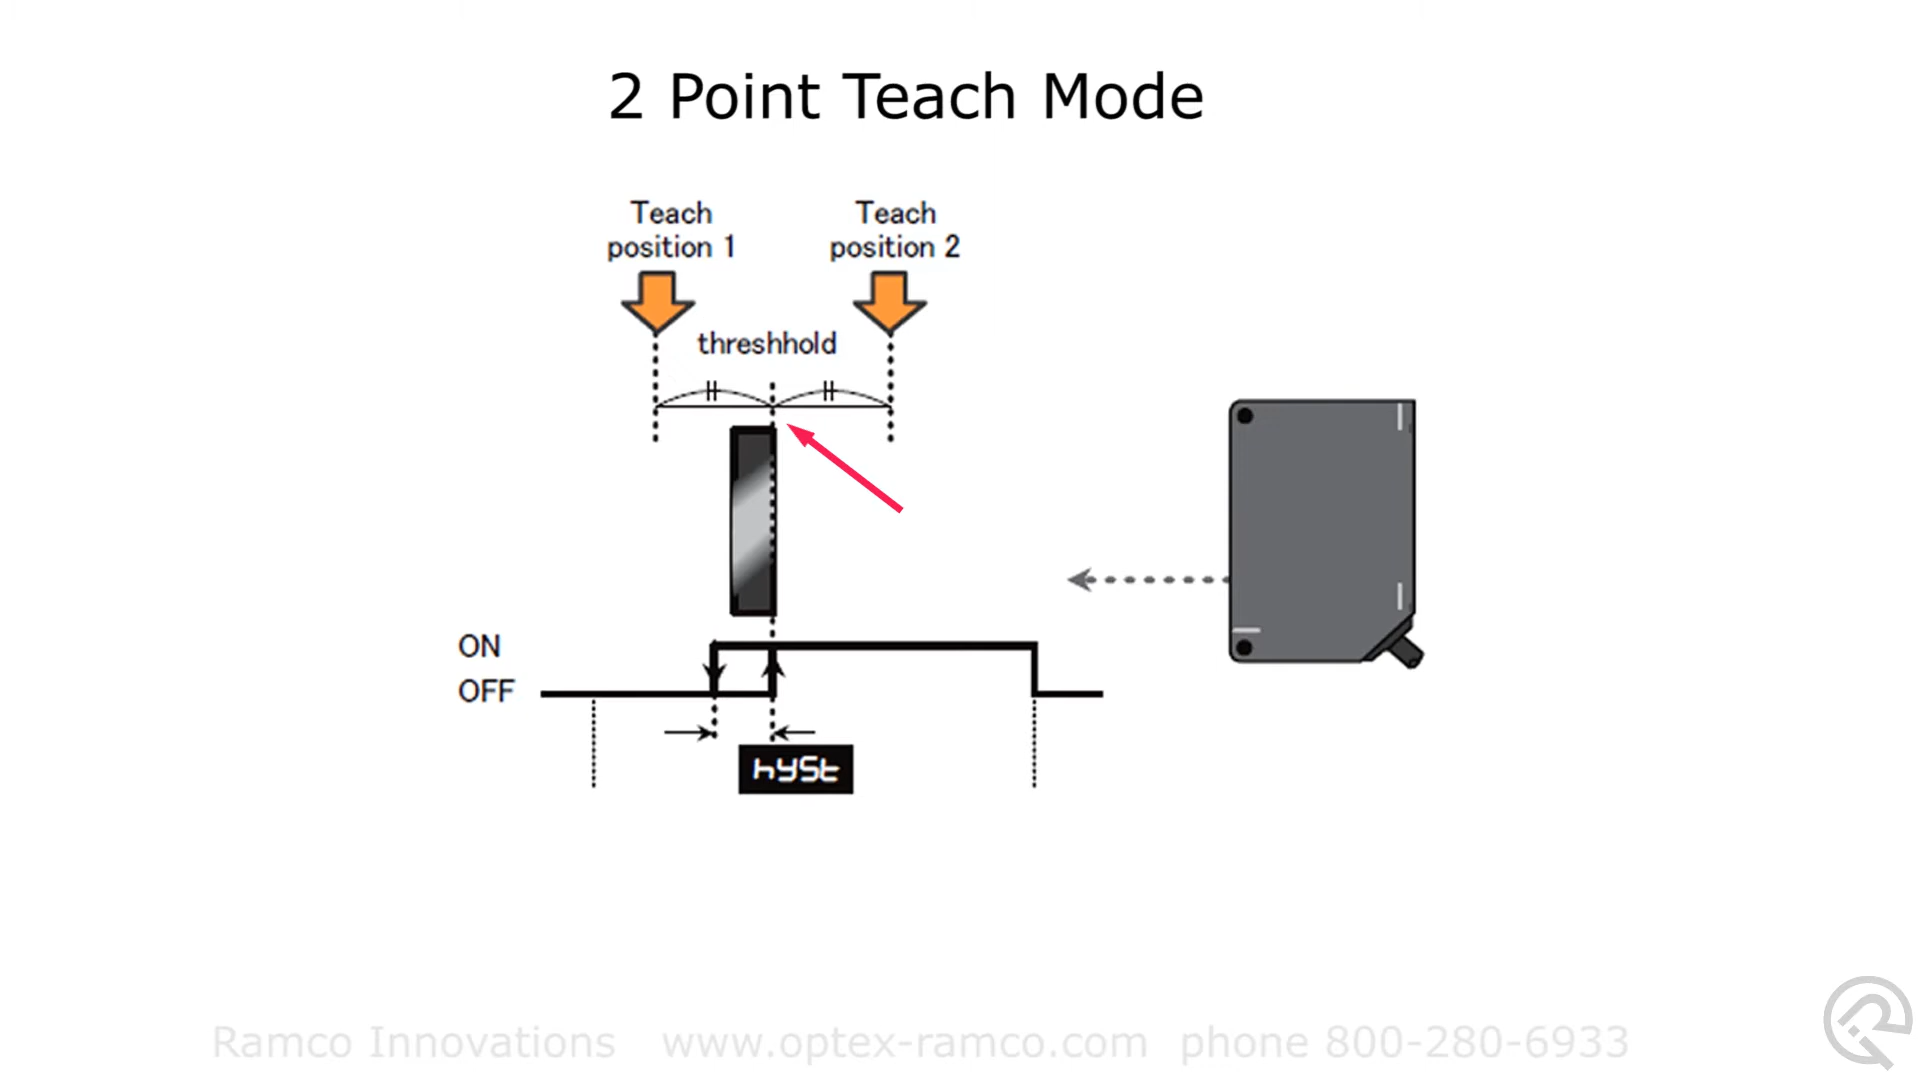 2 Point Teach Mode
Teach
position 1
Teach
position 2
threshhold
ON
OFF
hySt
Ramco Innovations www.optex-ramco.com phone 800-280-6933